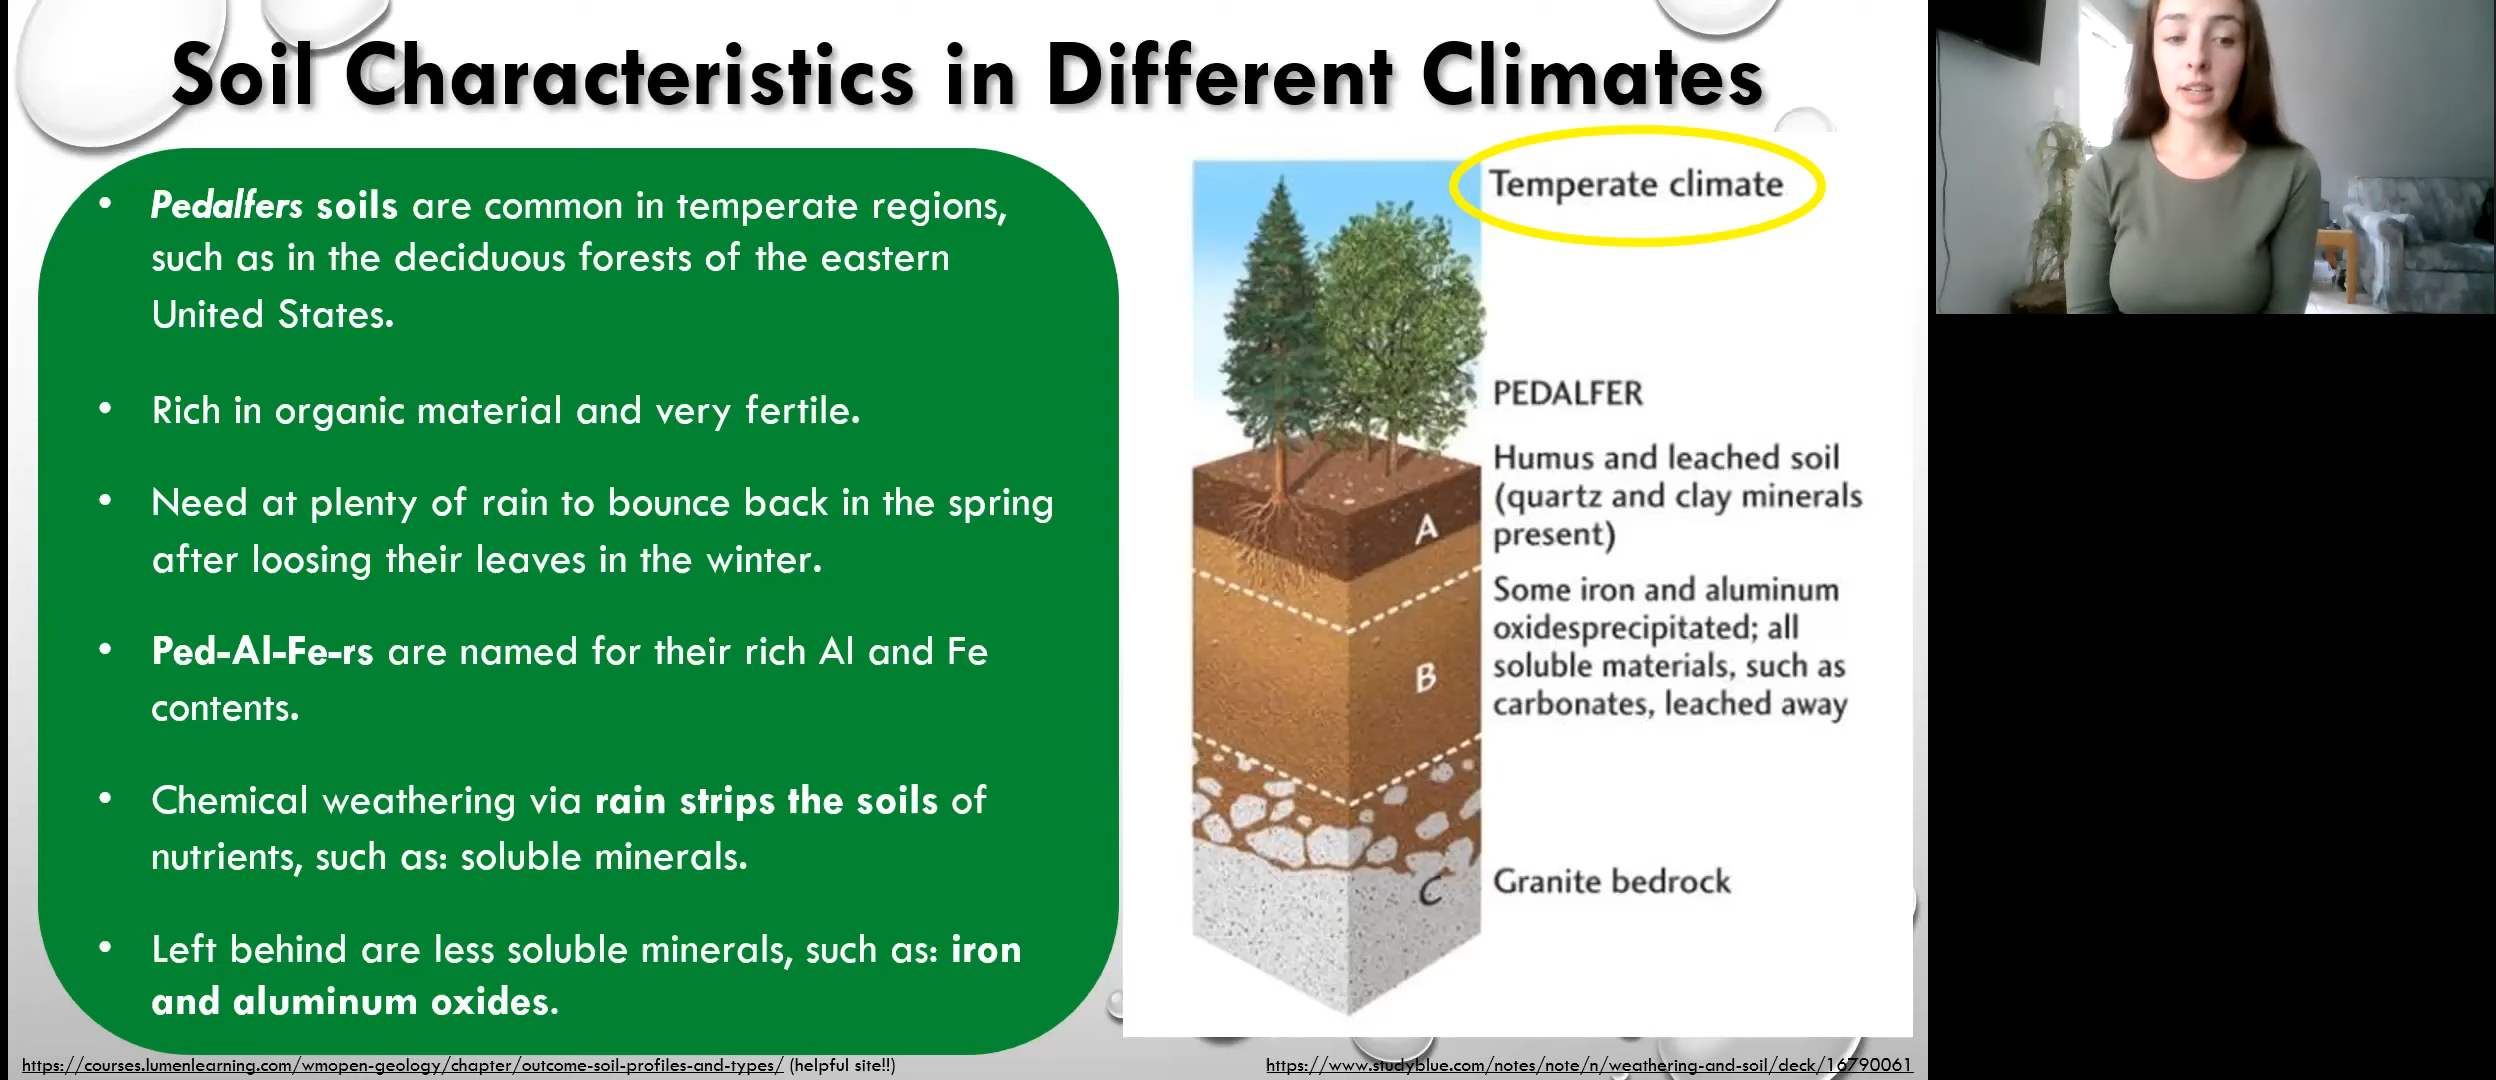 Soil Characteristics in Different Climates
• Pedalfers soils are common in temperate regions,
such as in the deciduous forests of the eastern
United States.
• Rich in organic material and very fertile.
• Need at plenty of rain to bounce back in the spring
after loosing their leaves in the winter.
• Ped-Al-Fe-rs are named for their rich Al and Fe
contents.
• Chemical weathering via rain strips the soils of
nutrients, such as: soluble minerals.
• Left behind are less soluble minerals, such as: iron
and aluminum oxides.
Temperate climate
PEDALFER
Humus and leached soil
(quartz and clay minerals
present)
Some iron and aluminum
oxidesprecipitated; all
soluble materials, such as
carbonates, leached away
Granite bedrock
A
B
C
https://courses.lumenlearning.com/wmopen-geology/chapter/outcome-soil-profiles-and-types/ (helpful site!!)
https://www.studyblue.com/notes/note/n/weathering-and-soil/deck/16790061